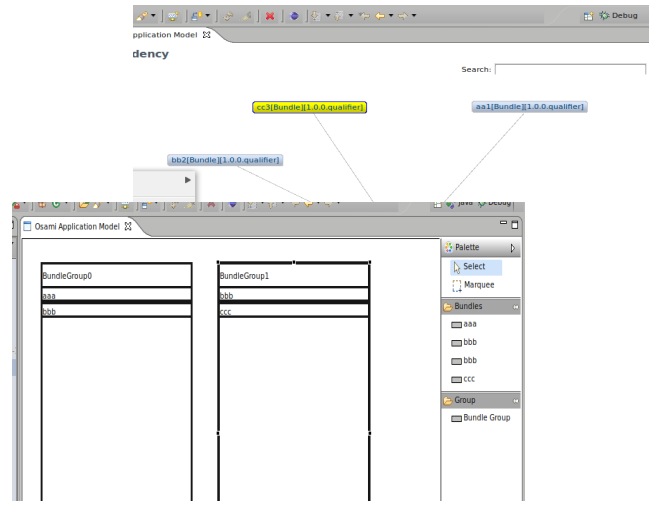 Debug
pplication Model
dency
Search:
cc3[Bundle][1.0.0.qualifier]
aa1[Bundle][1.0.0.qualifier]
bb2[Bundle][1.0.0.qualifier]
Java Debug
Osami Application Model
Palette
Select
Marquee
Bundles
aaa
bbb
bbb
ccc
Group
Bundle Group
BundleGroup0
aaa
bbb
BundleGroup1
bbb
ccc